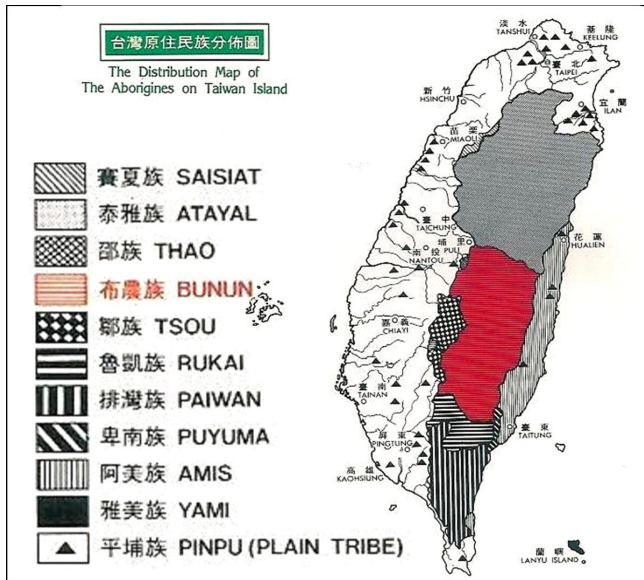 台灣原住民族分佈圖
The Distribution Map of
The Aborigines on Taiwan Island
賽夏族 SAISIAT
泰雅族 ATAYAL
邵族 THAO
布農族 BUNUN
鄒族 TSOU
魯凱族 RUKAI
排灣族 PAIWAN
卑南族 PUYUMA
阿美族 AMIS
雅美族 YAMI
平埔族 PINPU (PLAIN TRIBE)
淡水
TANSHUI
基隆
KEELUNG
臺北
TAIPEI
新竹
HSINCHU
宜蘭
ILAN
苗栗
MIAOLI
臺中
TAICHUNG
花蓮
HUALIEN
埔里
PULI
南投
NANTOU
嘉義
CHIAYI
臺南
TAINAN
臺東
TAITUNG
屏東
PINGTUNG
高雄
KAOHSIUNG
蘭嶼
LANYU ISLAND